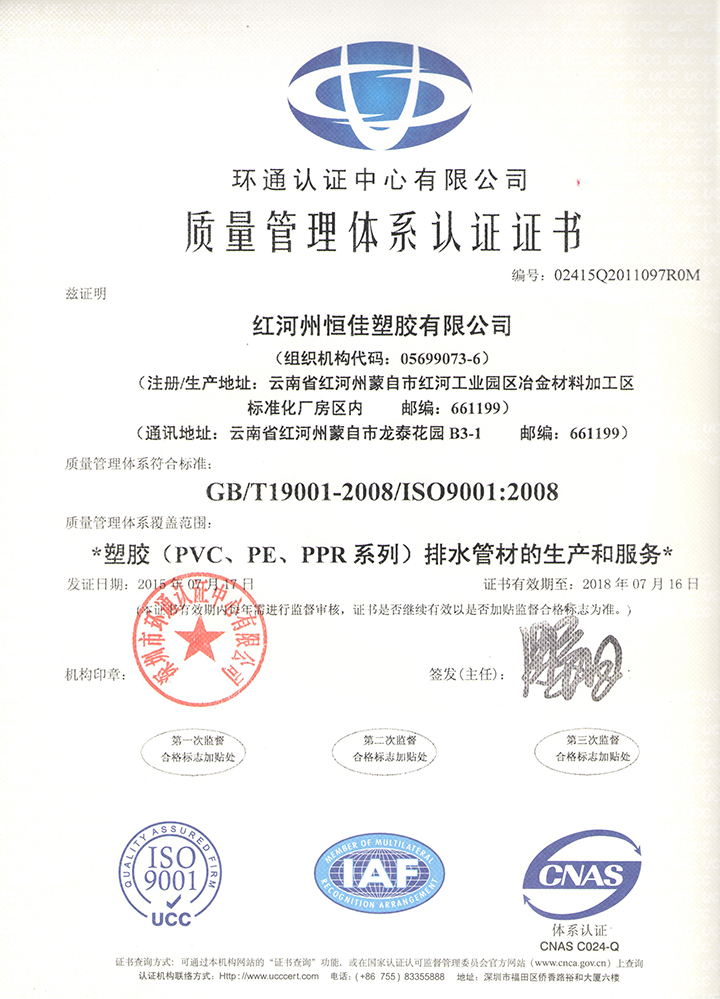 环通认证中心有限公司
质量管理体系认证证书
编号：02415Q2011097R0M
兹证明
红河州恒佳塑胶有限公司
（组织机构代码：05699073-6）
（注册/生产地址：云南省红河州蒙自市红河工业园区冶金材料加工区
标准化厂房区内 邮编：661199）
（通讯地址：云南省红河州蒙自市龙泰花园 B3-1 邮编：661199）
质量管理体系符合标准：
GB/T19001-2008/ISO9001:2008
质量管理体系覆盖范围：
*塑胶（PVC、PE、PPR 系列）排水管材的生产和服务*
发证日期：2015 年 07 月 17 日 证书有效期至：2018 年 07 月 16 日
（本证书有效期内每年需进行监督审核，证书是否继续有效以是否加贴监督合格标志为准。）
机构印章： 签发(主任)：
市环通认证中心有限公司
第一次监督
合格标志加贴处
第二次监督
合格标志加贴处
第三次监督
合格标志加贴处
QUALITY ASSURED FIRM
ISO
9001
UCC
MEMBER OF MULTILATERAL
IAF
RECOGNITION ARRANGEMENT
CNAS
体系认证
CNAS C024-Q
证书查询方式：可通过本机构网站的“证书查询”功能，或在国家认证认可监督管理委员会官方网站（www.cnca.gov.cn）上查询
认证机构联络方式：Http://www.ucccert.com 电话：(+86 755) 83355888 地址：深圳市福田区侨香路裕和大厦六楼